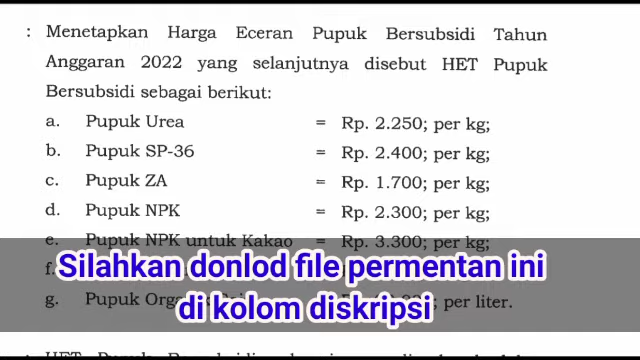 : Menetapkan Harga Eceran Pupuk Bersubsidi Tahun
Anggaran 2022 yang selanjutnya disebut HET Pupuk
Bersubsidi sebagai berikut:
a. Pupuk Urea = Rp. 2.250; per kg;
b. Pupuk SP-36 = Rp. 2.400; per kg;
c. Pupuk ZA = Rp. 1.700; per kg;
d. Pupuk NPK = Rp. 2.300; per kg;
e. Pupuk NPK untuk Kakao = Rp. 3.300; per kg;
f.
Silahkan donlod file permentan ini
g. Pupuk ; per liter.
di kolom diskripsi